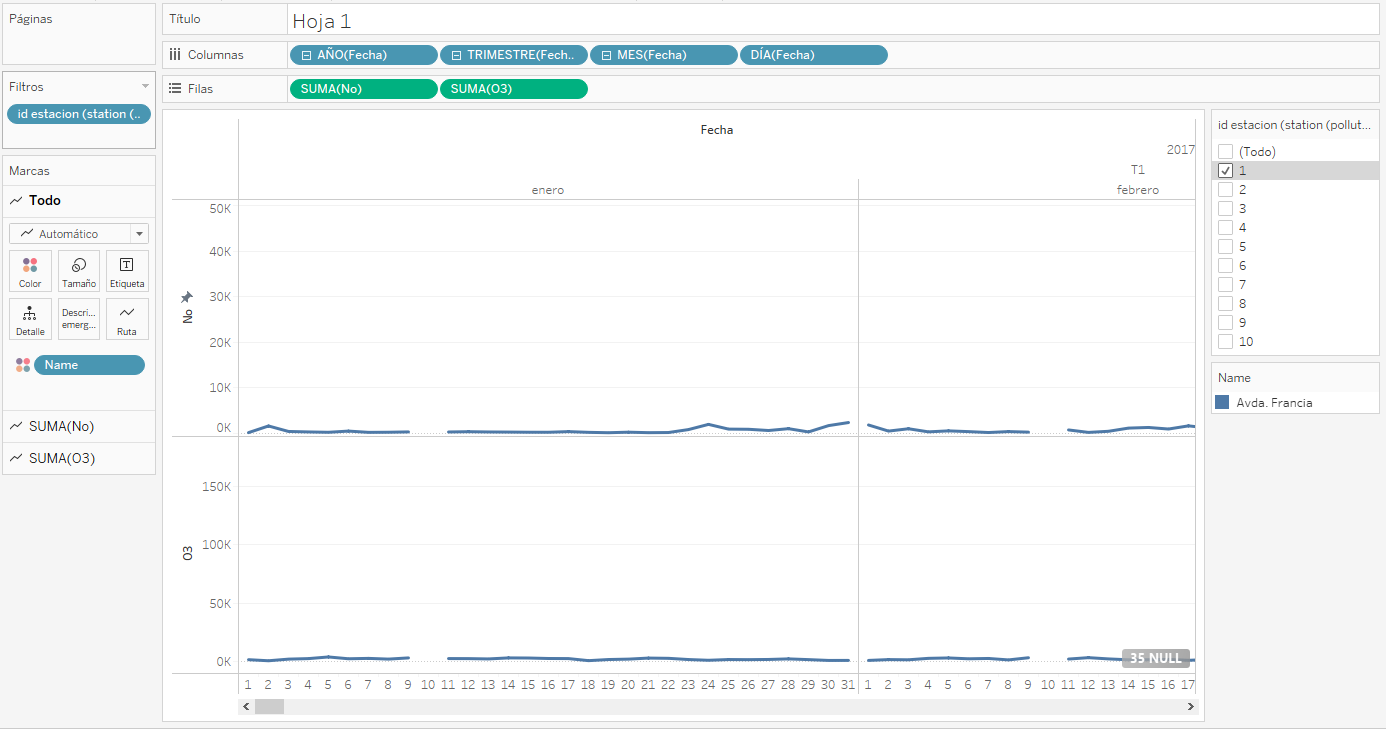 Páginas
Título
Hoja 1
Columnas
AÑO(Fecha)
TRIMESTRE(Fech..
MES(Fecha)
DÍA(Fecha)
Filtros
Filas
SUMA(No)
SUMA(O3)
id estacion (station (..
Marcas
Todo
Automático
Color
Tamaño
Etiqueta
Detalle
Descri...
emerg...
Ruta
Name
SUMA(No)
SUMA(O3)
Fecha
2017
T1
enero
febrero
50K
40K
30K
20K
10K
0K
No
150K
100K
50K
0K
O3
35 NULL
1 2 3 4 5 6 7 8 9 10 11 12 13 14 15 16 17 18 19 20 21 22 23 24 25 26 27 28 29 30 31 1 2 3 4 5 6 7 8 9 10 11 12 13 14 15 16 17
id estacion (station (pollut...
(Todo)
1
2
3
4
5
6
7
8
9
10
Name
Avda. Francia